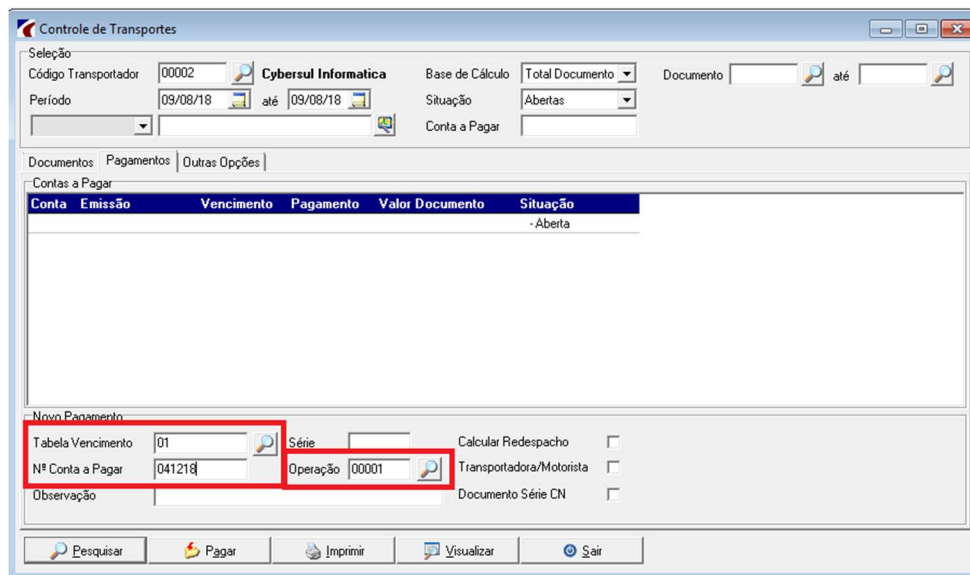 Controle de Transportes
Seleção
Código Transportador 00002 Cybersul Informatica Base de Cálculo Total Documento Documento até
Período 09/08/18 até 09/08/18 Situação Abertas
Conta a Pagar
Documentos Pagamentos Outras Opções
Contas a Pagar
Conta Emissão Vencimento Pagamento Valor Documento Situação
- Aberta
Novo Pagamento
Tabela Vencimento 01 Série Calcular Redespacho
Nº Conta a Pagar 041218 Operação 00001 Transportadora/Motorista
Observação Documento Série CN
Pesquisar Pagar Imprimir Visualizar Sair